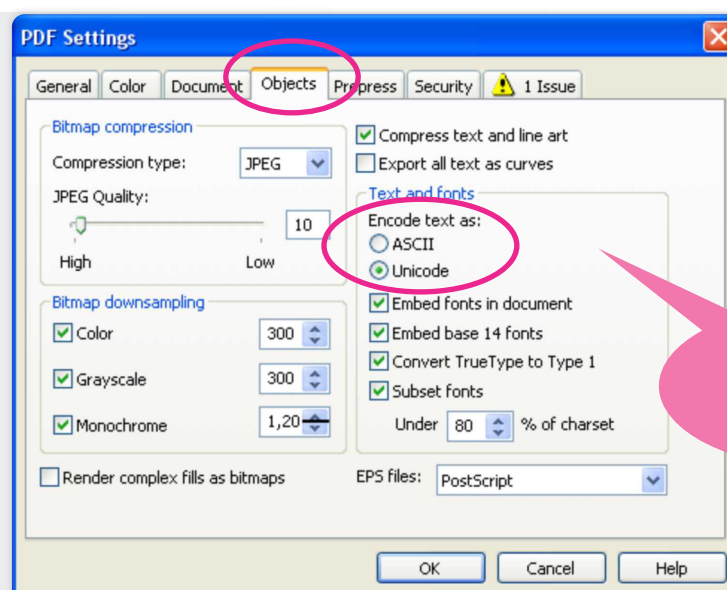 PDF Settings
General Color Document Objects Prepress Security 1 Issue
Bitmap compression
Compression type: JPEG
JPEG Quality:
10
High Low
Bitmap downsampling
Color 300
Grayscale 300
Monochrome 1,20
Render complex fills as bitmaps
Compress text and line art
Export all text as curves
Text and fonts
Encode text as:
ASCII
Unicode
Embed fonts in document
Embed base 14 fonts
Convert TrueType to Type 1
Subset fonts
Under 80 % of charset
EPS files: PostScript
OK Cancel Help